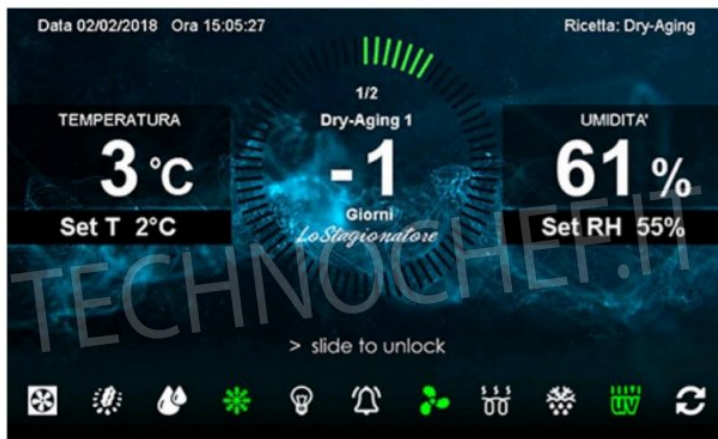 Data 02/02/2018 Ora 15:05:27
Ricetta: Dry-Aging
1/2
Dry-Aging 1
- 1
Giorni
LoStagionatore
TEMPERATURA
3 °C
Set T 2°C
UMIDITA'
61 %
Set RH 55%
TECHNOCHEF.IT
> slide to unlock
UV